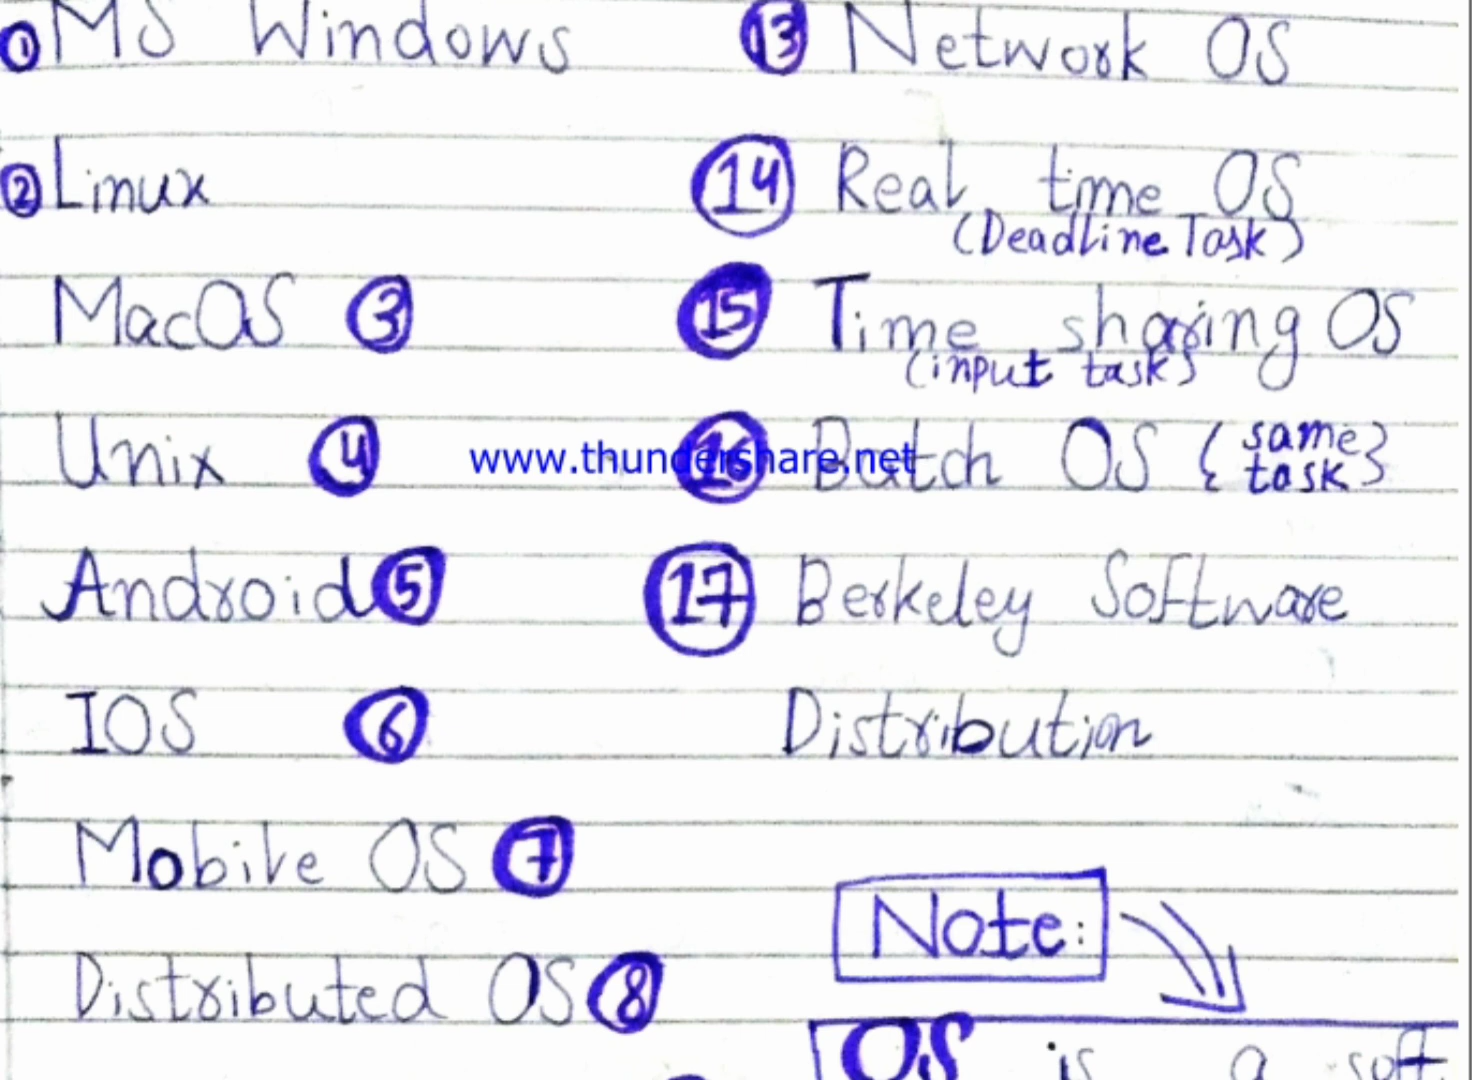 ① MS Windows
② Linux
MacOS ③
Unix ④
Android ⑤
IOS ⑥
Mobile OS ⑦
Distributed OS ⑧
⑬ Network OS
⑭ Real time OS
(Deadline Task)
⑮ Time sharing OS
(input task)
⑯ Batch OS { same
task }
⑰ Berkeley Software
Distribution
Note:
OS is a soft
www.thundershare.net